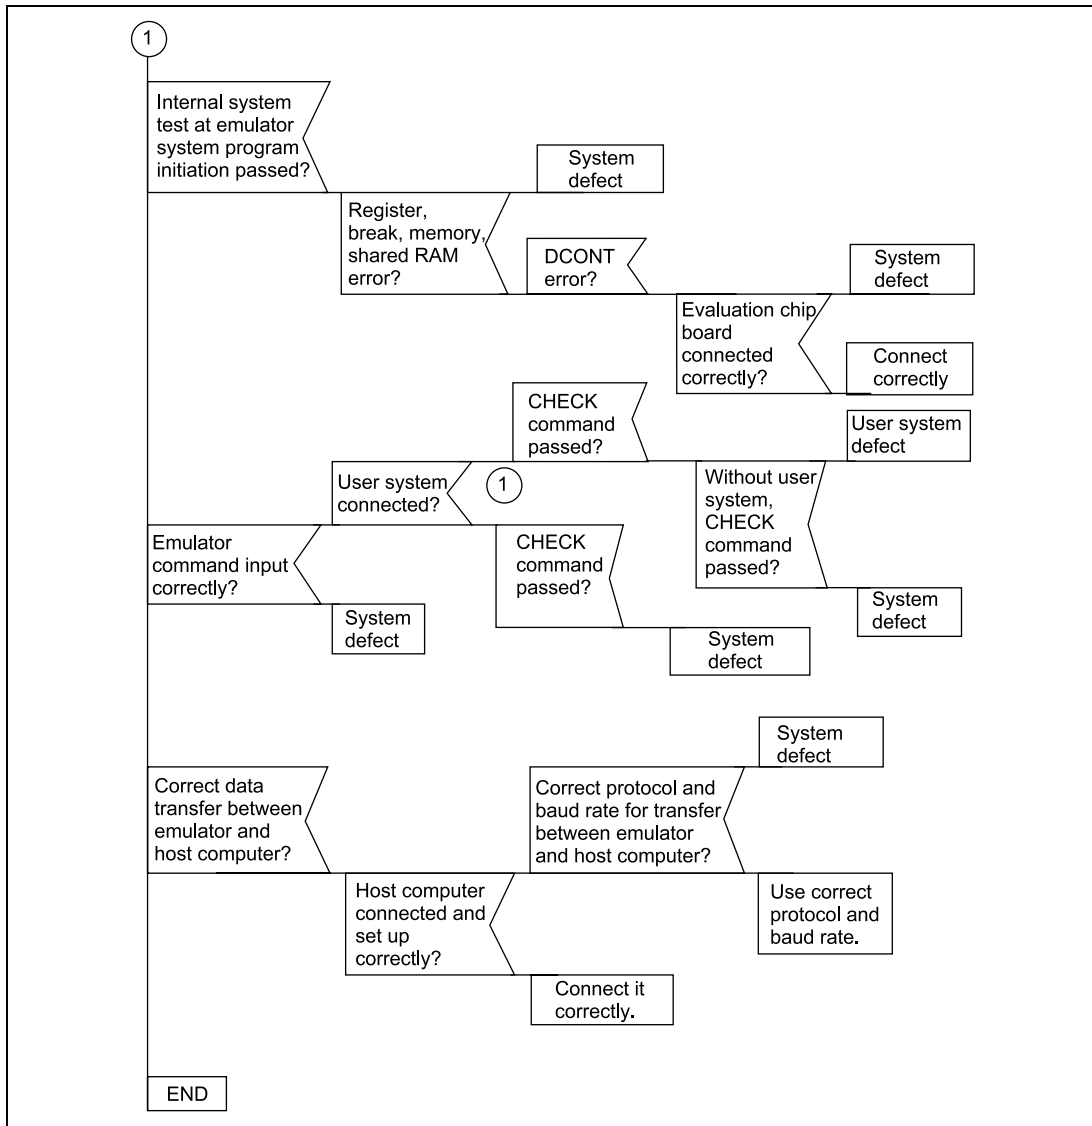 1
Internal system
test at emulator
system program
initiation passed?
System
defect
Register,
break, memory,
shared RAM
error?
DCONT
error?
System
defect
Evaluation chip
board
connected
correctly?
Connect
correctly
CHECK
command
passed?
User system
defect
User system
connected?
1
Without user
system,
CHECK
command
passed?
Emulator
command input
correctly?
CHECK
command
passed?
System
defect
System
defect
System
defect
System
defect
Correct data
transfer between
emulator and
host computer?
Correct protocol and
baud rate for transfer
between emulator
and host computer?
Host computer
connected and
set up
correctly?
Use correct
protocol and
baud rate.
Connect it
correctly.
END